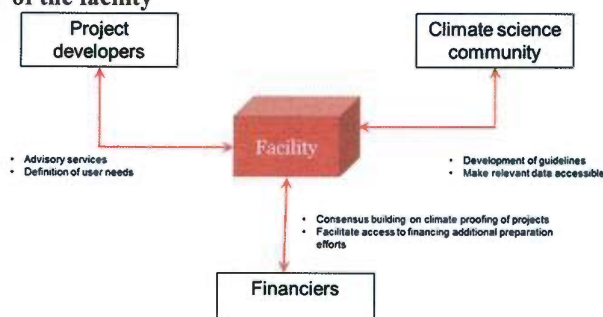 of the facility
Project
developers
Climate science
community
Facility
• Advisory services
• Definition of user needs
• Development of guidelines
• Make relevant data accessible
• Consensus building on climate proofing of projects
• Facilitate access to financing additional preparation
efforts
Financiers